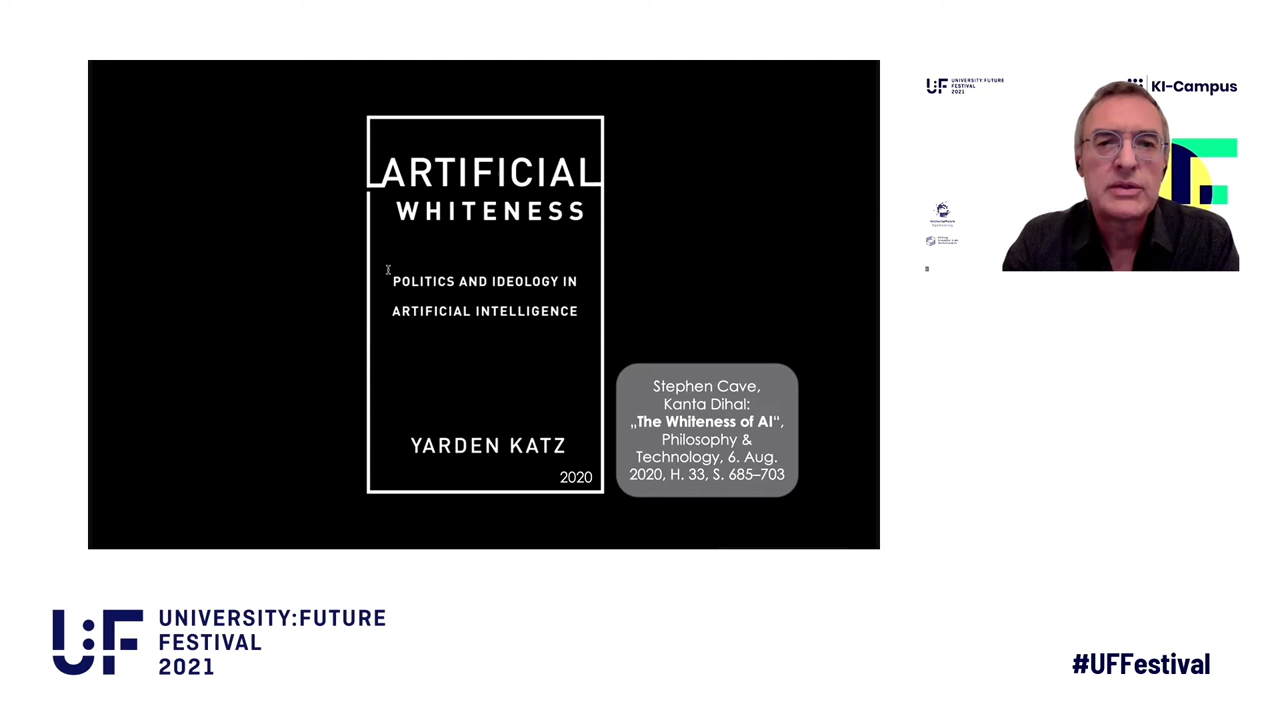 ARTIFICIAL
WHITENESS
POLITICS AND IDEOLOGY IN
ARTIFICIAL INTELLIGENCE
YARDEN KATZ
2020
Stephen Cave,
Kanta Dihal:
„The Whiteness of AI“,
Philosophy &
Technology, 6. Aug.
2020, H. 33, S. 685–703
U:F UNIVERSITY:FUTURE
FESTIVAL
2021
KI-Campus
U:F
UNIVERSITY:FUTURE
FESTIVAL
2021
#UFFestival